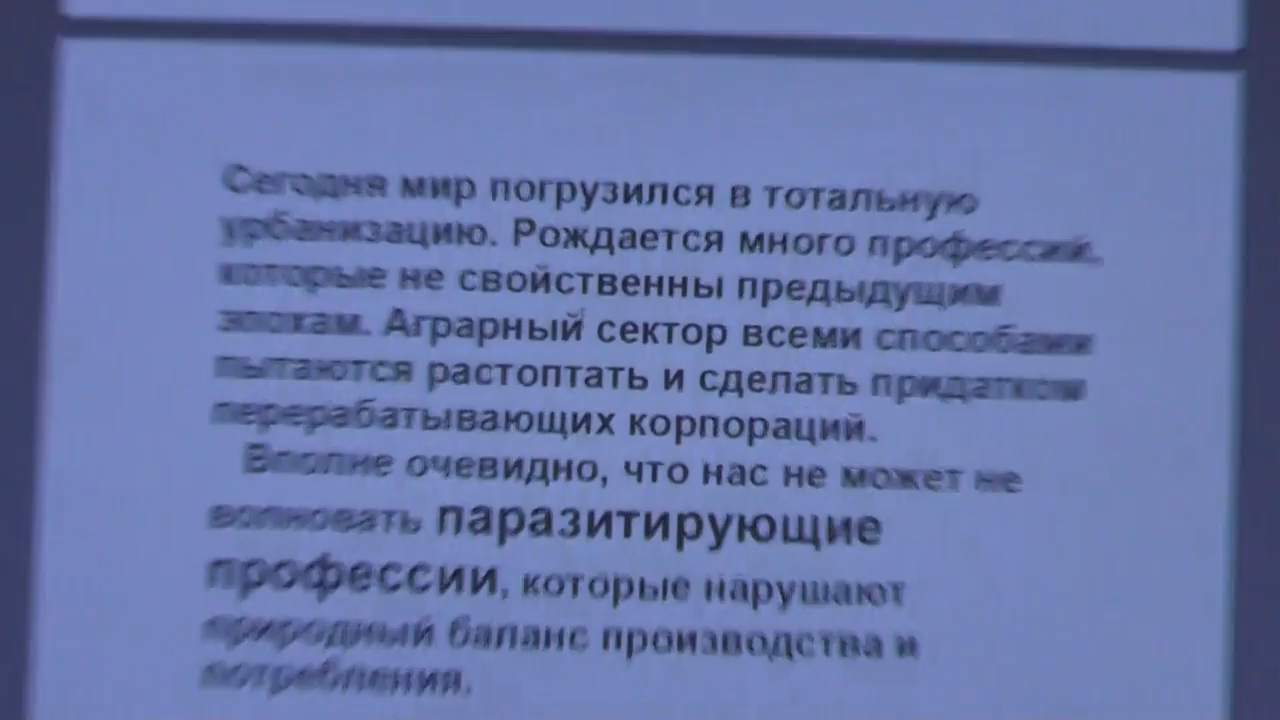 Сегодня мир погрузился в тотальную
урбанизацию. Рождается много профессий,
которые не свойственны предыдущим
эпохам. Аграрный сектор всеми способами
пытаются растоптать и сделать придатком
перерабатывающих корпораций.
Вполне очевидно, что нас не может не
волновать паразитирующие
профессии, которые нарушают
природный баланс производства и
потребления.